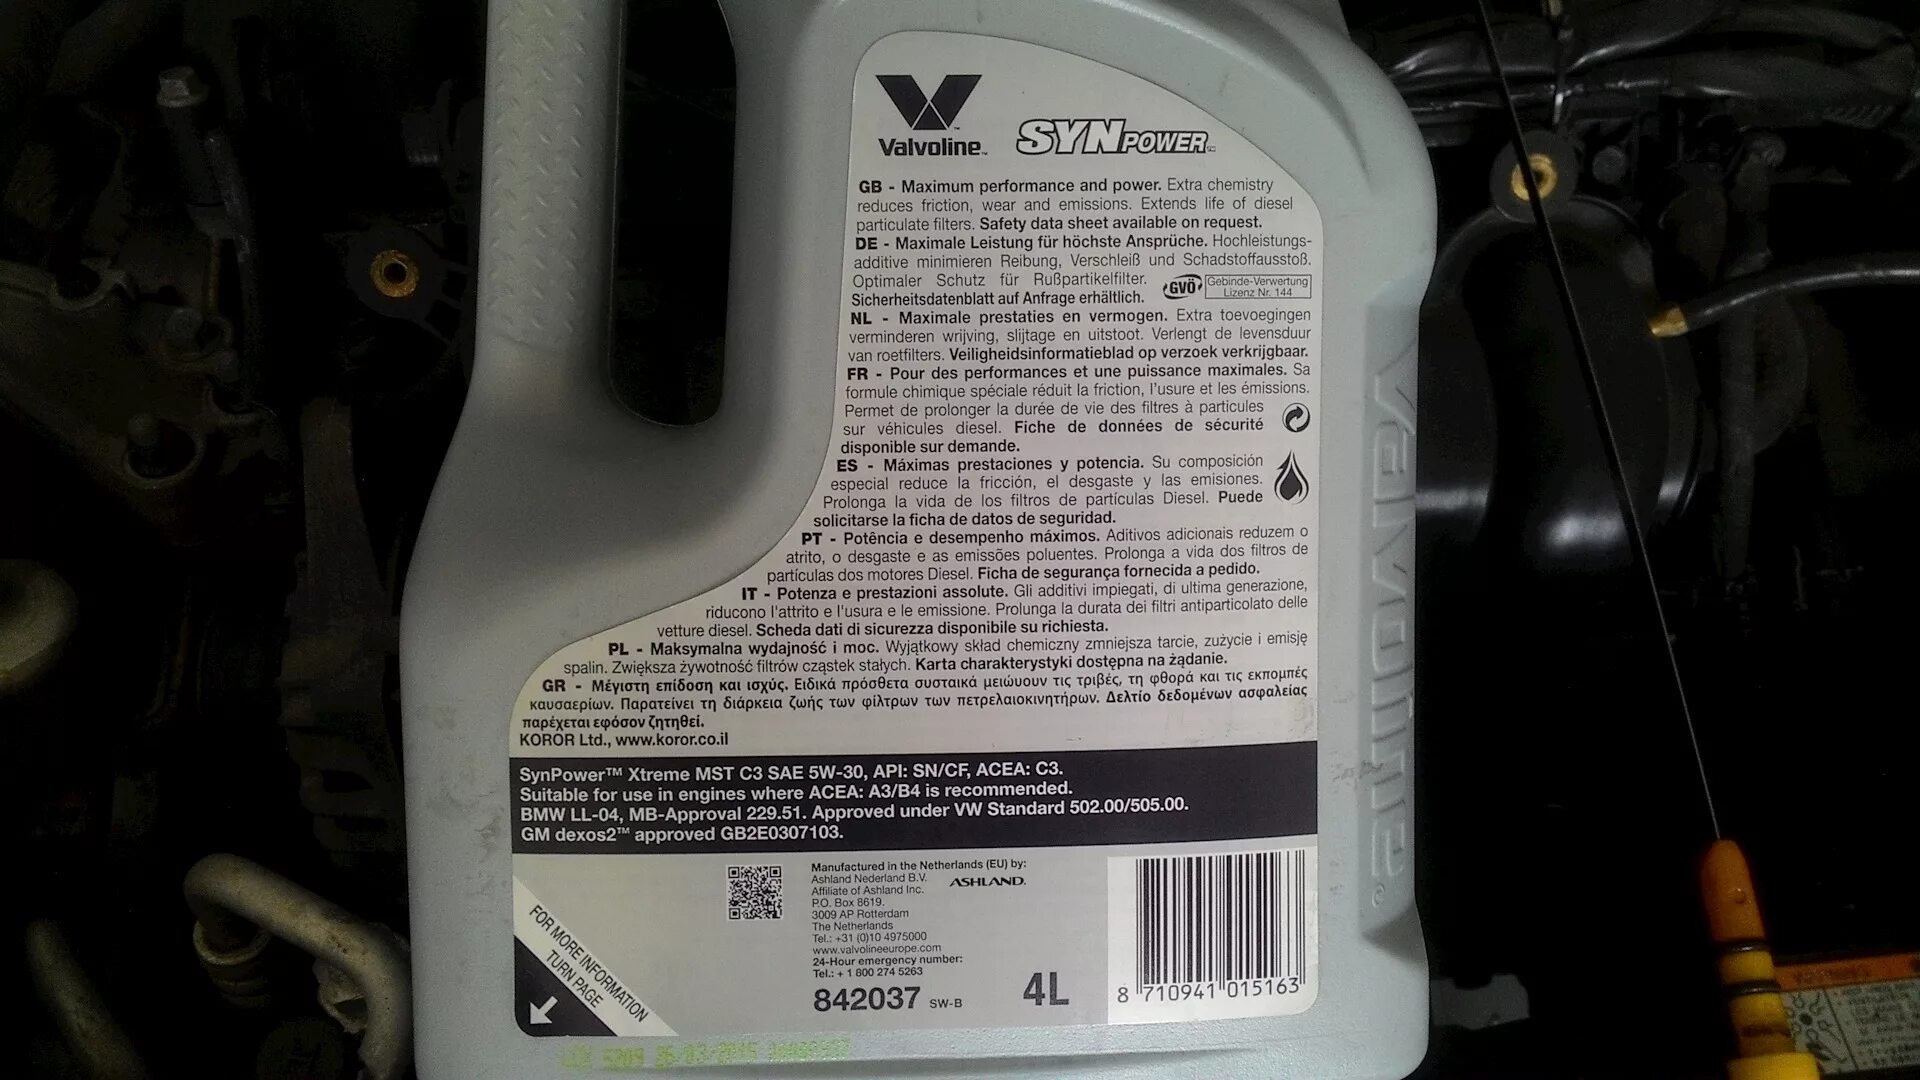 Valvoline™
SYNPOWER™
GB - Maximum performance and power. Extra chemistry
reduces friction, wear and emissions. Extends life of diesel
particulate filters. Safety data sheet available on request.
DE - Maximale Leistung für höchste Ansprüche. Hochleistungs-
additive minimieren Reibung, Verschleiß und Schadstoffausstoß.
Optimaler Schutz für Rußpartikelfilter.
Sicherheitsdatenblatt auf Anfrage erhältlich.
GVÖ
Gebinde-Verwertung
Lizenz Nr. 144
NL - Maximale prestaties en vermogen. Extra toevoegingen
verminderen wrijving, slijtage en uitstoot. Verlengt de levensduur
van roetfilters. Veiligheidsinformatieblad op verzoek verkrijgbaar.
FR - Pour des performances et une puissance maximales. Sa
formule chimique spéciale réduit la friction, l'usure et les émissions.
Permet de prolonger la durée de vie des filtres à particules
sur véhicules diesel. Fiche de données de sécurité
disponible sur demande.
ES - Máximas prestaciones y potencia. Su composición
especial reduce la fricción, el desgaste y las emisiones.
Prolonga la vida de los filtros de partículas Diesel. Puede
solicitarse la ficha de datos de seguridad.
PT - Potência e desempenho máximos. Aditivos adicionais reduzem o
atrito, o desgaste e as emissões poluentes. Prolonga a vida dos filtros de
partículas dos motores Diesel. Ficha de segurança fornecida a pedido.
IT - Potenza e prestazioni assolute. Gli additivi impiegati, di ultima generazione,
riducono l'attrito e l'usura e le emissione. Prolunga la durata dei filtri antiparticolato delle
vetture diesel. Scheda dati di sicurezza disponibile su richiesta.
PL - Maksymalna wydajność i moc. Wyjątkowy skład chemiczny zmniejsza tarcie, zużycie i emisję
spalin. Zwiększa żywotność filtrów cząstek stałych. Karta charakterystyki dostępna na żądanie.
GR - Μέγιστη επίδοση και ισχύς. Ειδικά πρόσθετα συστατικά μειώνουν τις τριβές, τη φθορά και τις εκπομπές
καυσαερίων. Παρατείνει τη διάρκεια ζωής των φίλτρων των πετρελαιοκινητήρων. Δελτίο δεδομένων ασφαλείας
παρέχεται εφόσον ζητηθεί.
KOROR Ltd., www.koror.co.il
SynPower™ Xtreme MST C3 SAE 5W-30, API: SN/CF, ACEA: C3.
Suitable for use in engines where ACEA: A3/B4 is recommended.
BMW LL-04, MB-Approval 229.51. Approved under VW Standard 502.00/505.00.
GM dexos2™ approved GB2E0307103.
FOR MORE INFORMATION
TURN PAGE
Manufactured in the Netherlands (EU) by:
Ashland Nederland B.V.
ASHLAND.
Affiliate of Ashland Inc.
P.O. Box 8619.
3009 AP Rotterdam
The Netherlands
Tel.: +31 (0)10 4975000
www.valvolineeurope.com
24-Hour emergency number:
Tel.: + 1 800 274 5263
842037 SW-B
4L
8 710941 015163
Valvoline®